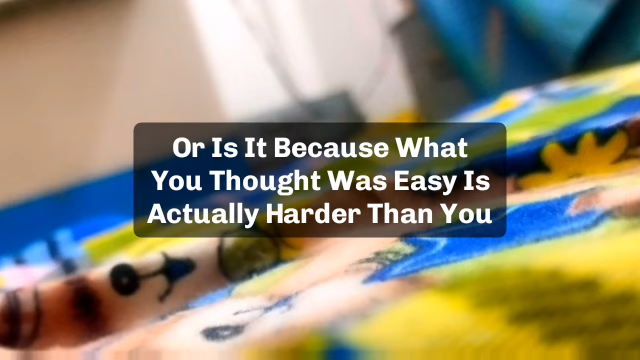 Or Is It Because What
You Thought Was Easy Is
Actually Harder Than You